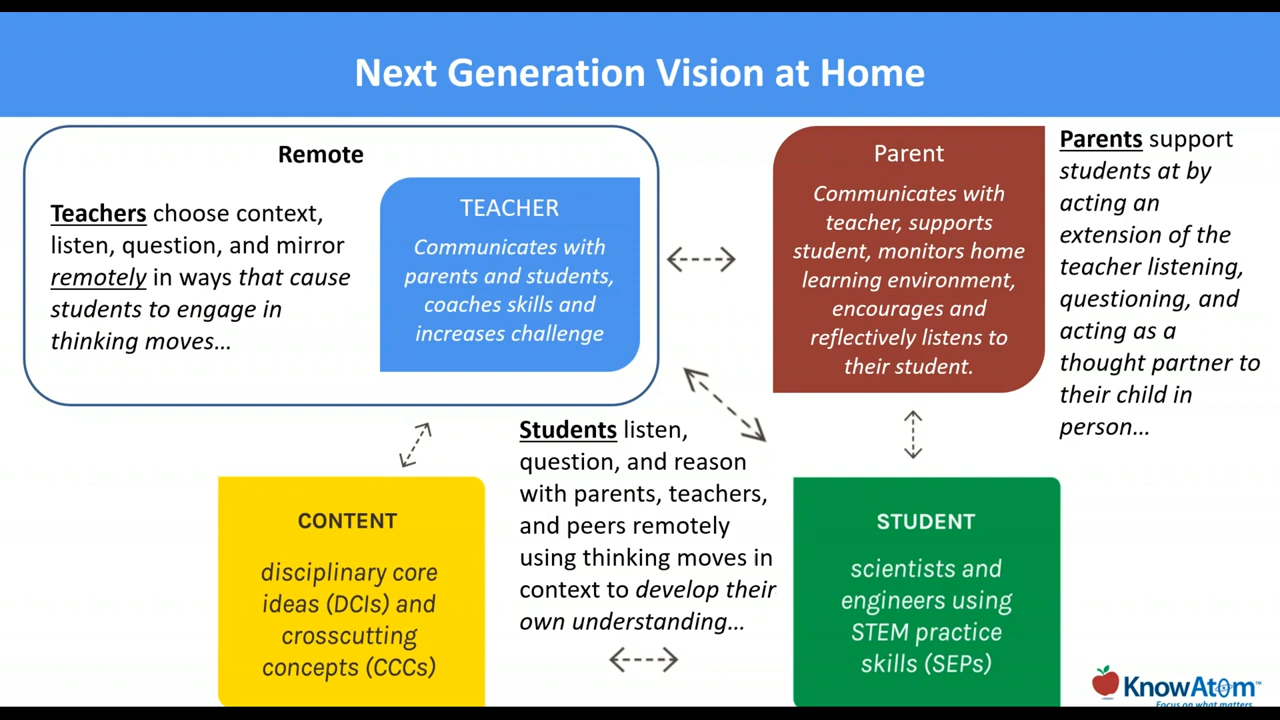 Next Generation Vision at Home
Remote
Teachers choose context,
listen, question, and mirror
remotely in ways that cause
students to engage in
thinking moves...
TEACHER
Communicates with
parents and students,
coaches skills and
increases challenge
Parent
Communicates with
teacher, supports
student, monitors home
learning environment,
encourages and
reflectively listens to
their student.
Parents support
students at by
acting an
extension of the
teacher listening,
questioning, and
acting as a
thought partner to
their child in
person...
Students listen,
question, and reason
with parents, teachers,
and peers remotely
using thinking moves in
context to develop their
own understanding...
CONTENT
disciplinary core
ideas (DCIs) and
crosscutting
concepts (CCCs)
STUDENT
scientists and
engineers using
STEM practice
skills (SEPs)
KnowAtom™
Focus on what matters.